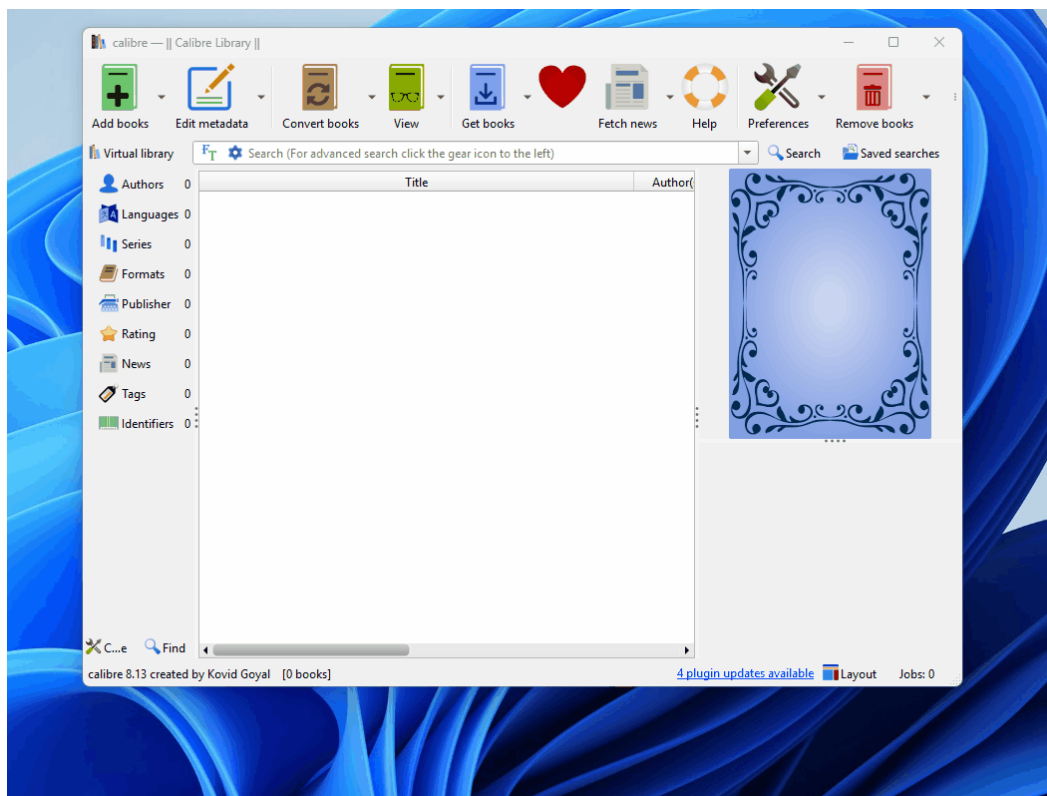 calibre — || Calibre Library ||
Add books Edit metadata Convert books View Get books Fetch news Help Preferences Remove books
Virtual library FT Search (For advanced search click the gear icon to the left) Search Saved searches
Title Author(
Authors 0
Languages 0
Series 0
Formats 0
Publisher 0
Rating 0
News 0
Tags 0
Identifiers 0
C...e Find
calibre 8.13 created by Kovid Goyal [0 books] 4 plugin updates available Layout Jobs: 0